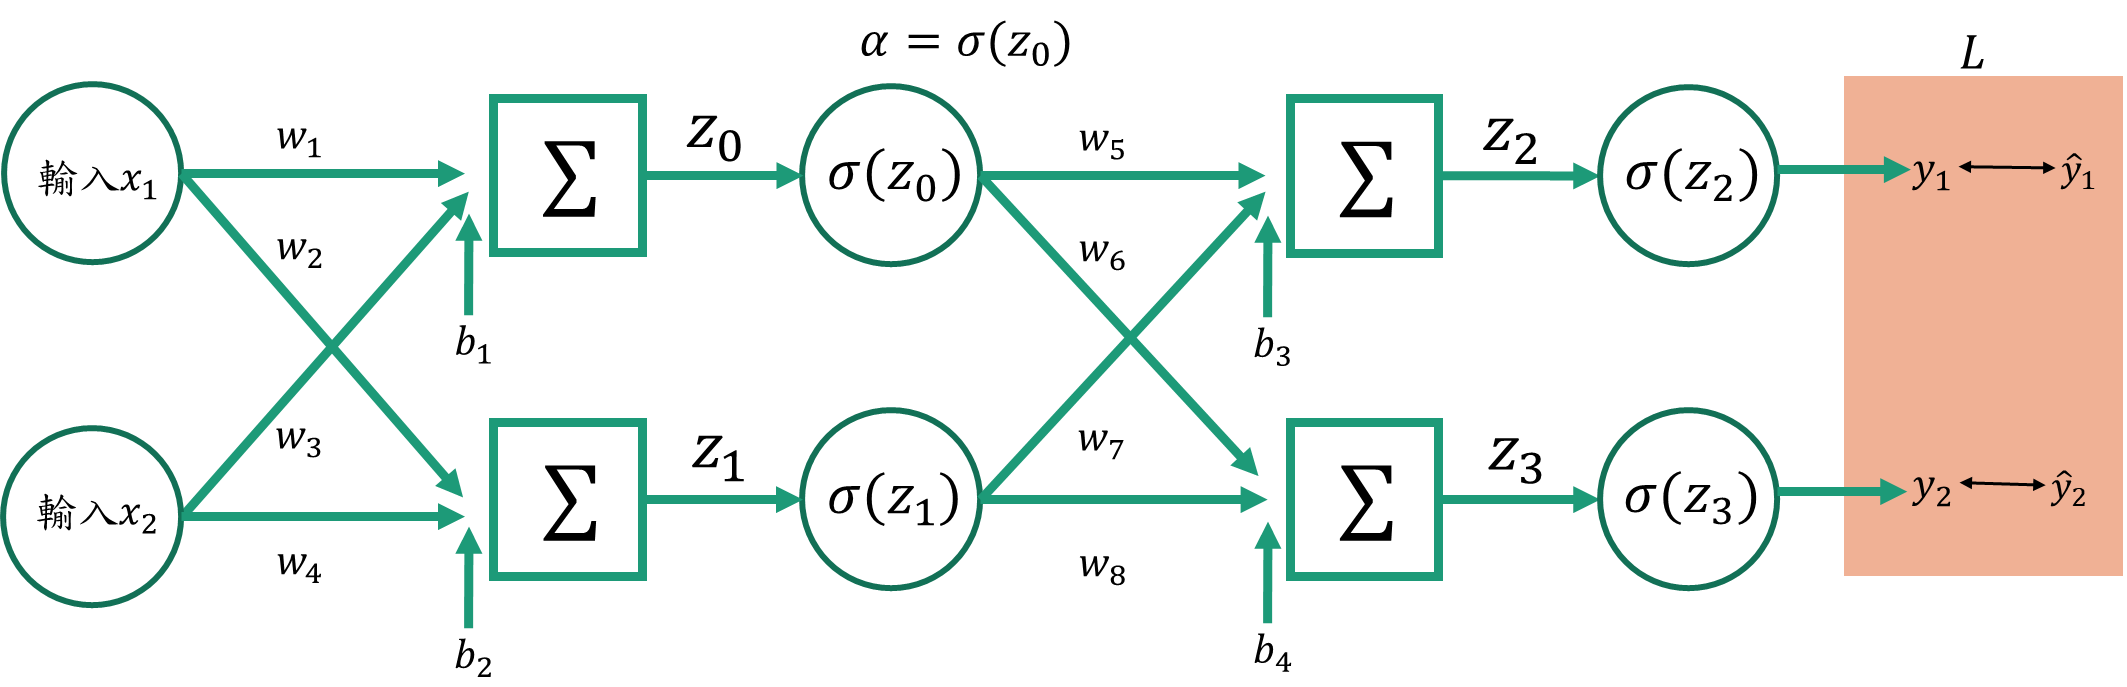 α = σ(z₀)
L
輸入x₁
w₁
Σ
z₀
σ(z₀)
w₅
Σ
z₂
σ(z₂)
y₁
ŷ₁
w₂
w₆
b₁
b₃
w₃
w₇
輸入x₂
Σ
z₁
σ(z₁)
Σ
z₃
σ(z₃)
y₂
ŷ₂
w₄
w₈
b₂
b₄